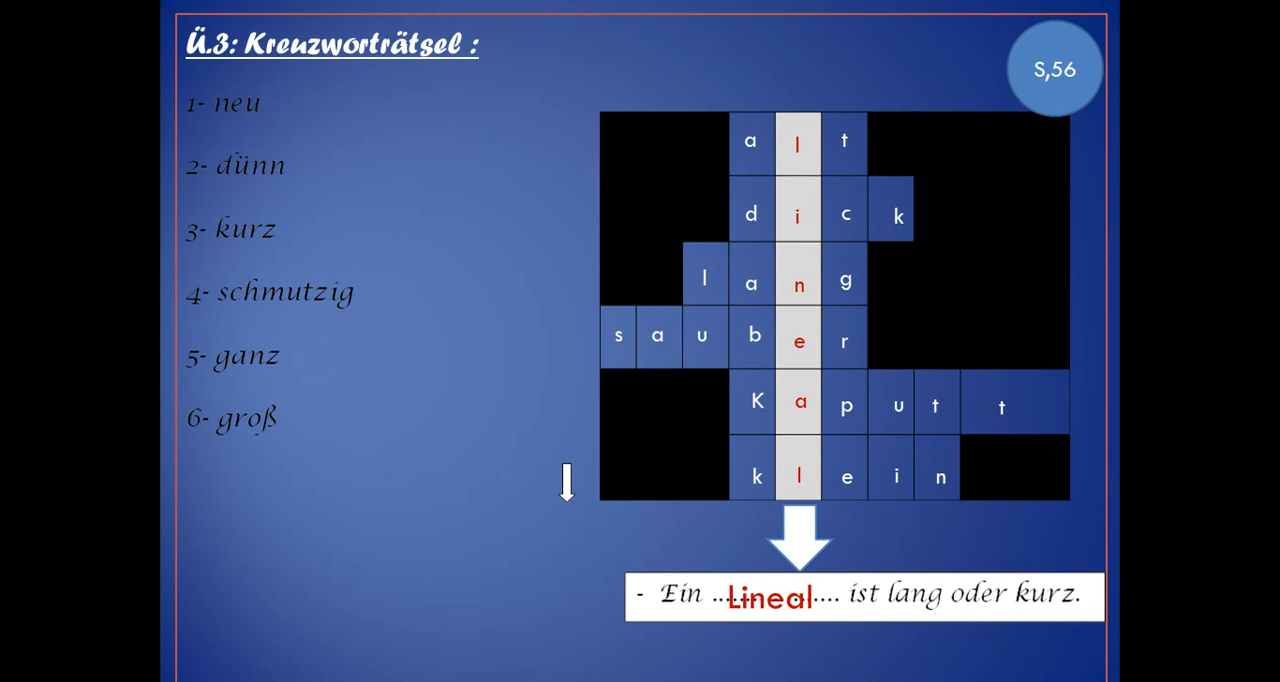 Ü.3: Kreuzworträtsel :
S,56
1- neu
2- dünn
3- kurz
4- schmutzig
5- ganz
6- groß
a l t
d i c k
l a n g
s a u b e r
K a p u t t
k l e i n
- Ein ....... Lineal ....... ist lang oder kurz.